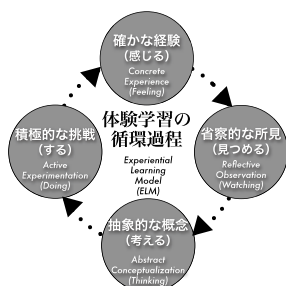 確かな経験
(感じる)
Concrete
Experience
(Feeling)
体験学習の
循環過程
Experiential
Learning
Model
(ELM)
積極的な挑戦
(する)
Active
Experimentation
(Doing)
省察的な所見
(見つめる)
Reflective
Observation
(Watching)
抽象的な概念
(考える)
Abstract
Conceptualization
(Thinking)